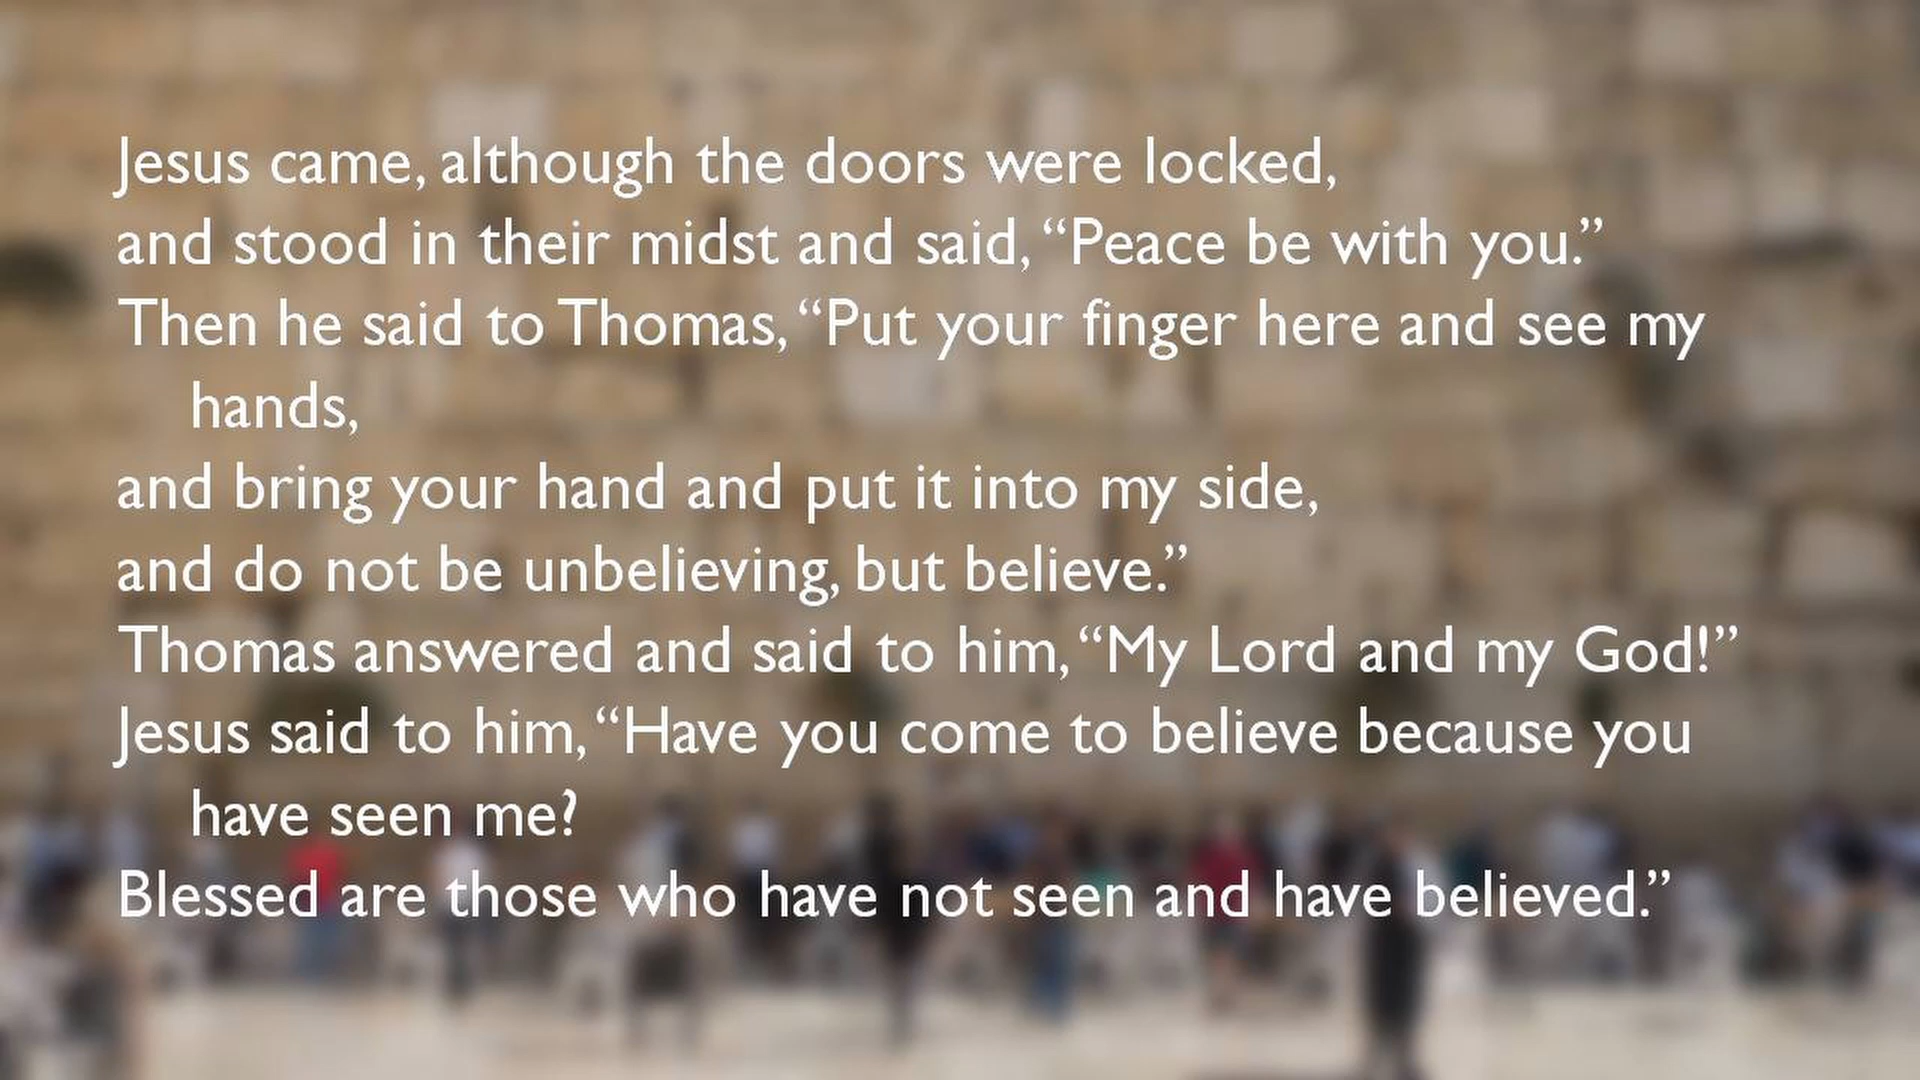 Jesus came, although the doors were locked,
and stood in their midst and said, “Peace be with you.”
Then he said to Thomas, “Put your finger here and see my
hands,
and bring your hand and put it into my side,
and do not be unbelieving, but believe.”
Thomas answered and said to him, “My Lord and my God!”
Jesus said to him, “Have you come to believe because you
have seen me?
Blessed are those who have not seen and have believed.”